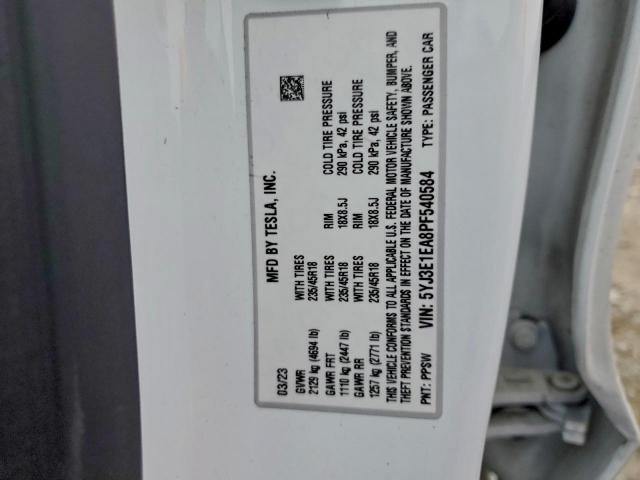 MFD BY TESLA, INC.
03/23
GVWR WITH TIRES RIM COLD TIRE PRESSURE
2129 kg (4694 lb) 235/45R18 18X8.5J 290 kPa, 42 psi
GAWR FRT WITH TIRES RIM COLD TIRE PRESSURE
1110 kg (2447 lb) 235/45R18 18X8.5J 290 kPa, 42 psi
GAWR RR
1257 kg (2771 lb) 235/45R18
THIS VEHICLE CONFORMS TO ALL APPLICABLE U.S. FEDERAL MOTOR VEHICLE SAFETY, BUMPER, AND
THEFT PREVENTION STANDARDS IN EFFECT ON THE DATE OF MANUFACTURE SHOWN ABOVE.
VIN: 5YJ3E1EA8PF540584
PNT: PPSW TYPE: PASSENGER CAR